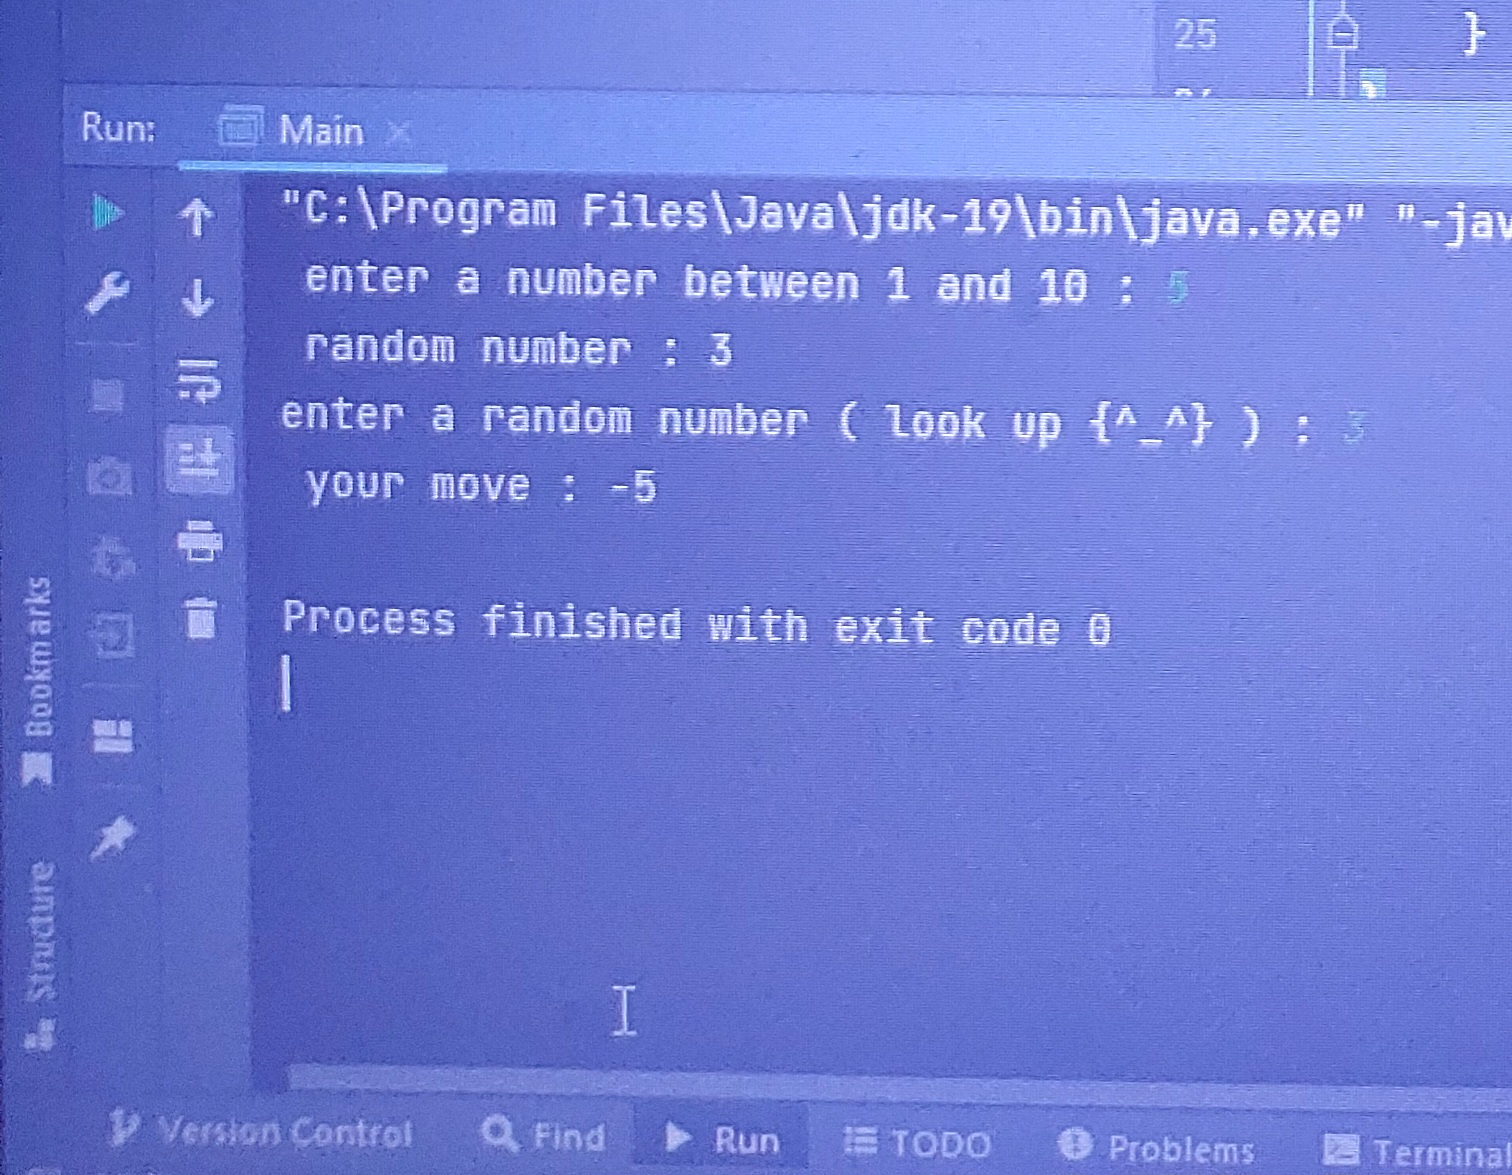 25 }
Run: Main
"C:\Program Files\Java\jdk-19\bin\java.exe" "-jav
enter a number between 1 and 10 : 5
random number : 3
enter a random number ( look up {^_^} ) : 3
your move : -5
Process finished with exit code 0
Bookmarks
Structure
Version Control Find Run TODO Problems Termina